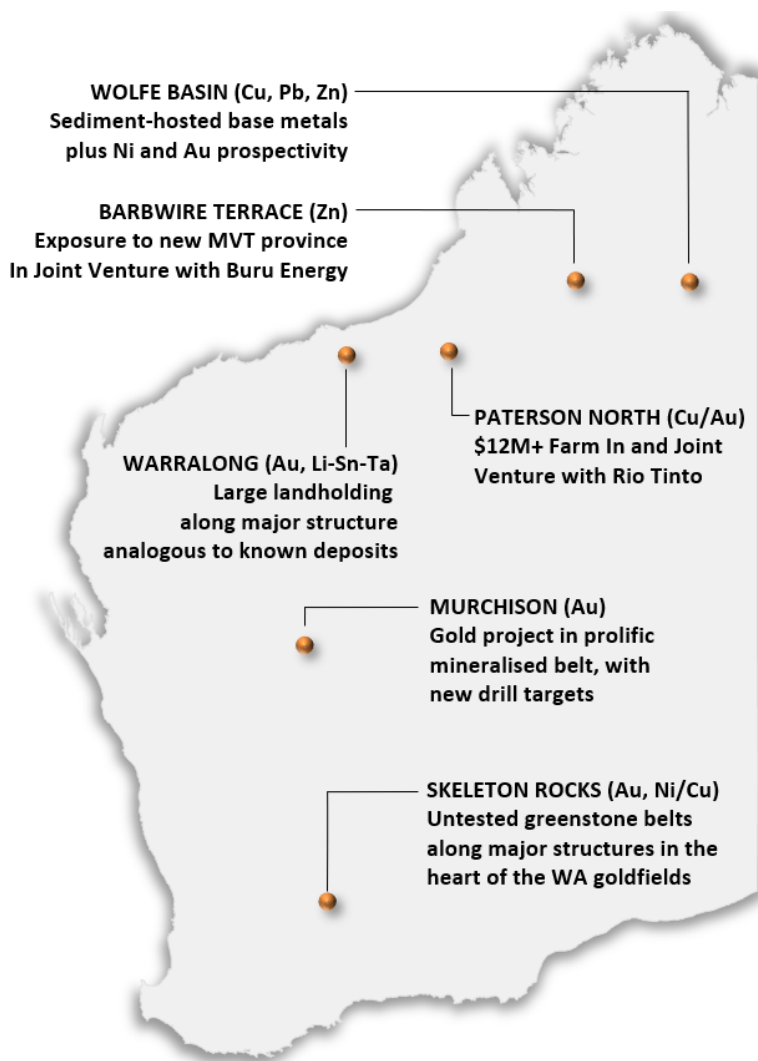 WOLFE BASIN (Cu, Pb, Zn)
Sediment-hosted base metals
plus Ni and Au prospectivity
BARBWIRE TERRACE (Zn)
Exposure to new MVT province
In Joint Venture with Buru Energy
PATERSON NORTH (Cu/Au)
$12M+ Farm In and Joint
Venture with Rio Tinto
WARRALONG (Au, Li-Sn-Ta)
Large landholding
along major structure
analogous to known deposits
MURCHISON (Au)
Gold project in prolific
mineralised belt, with
new drill targets
SKELETON ROCKS (Au, Ni/Cu)
Untested greenstone belts
along major structures in the
heart of the WA goldfields